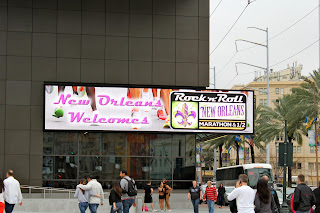 New Orleans
Welcomes
Rock'n'Roll
NEW
ORLEANS
MARATHON & 1/2